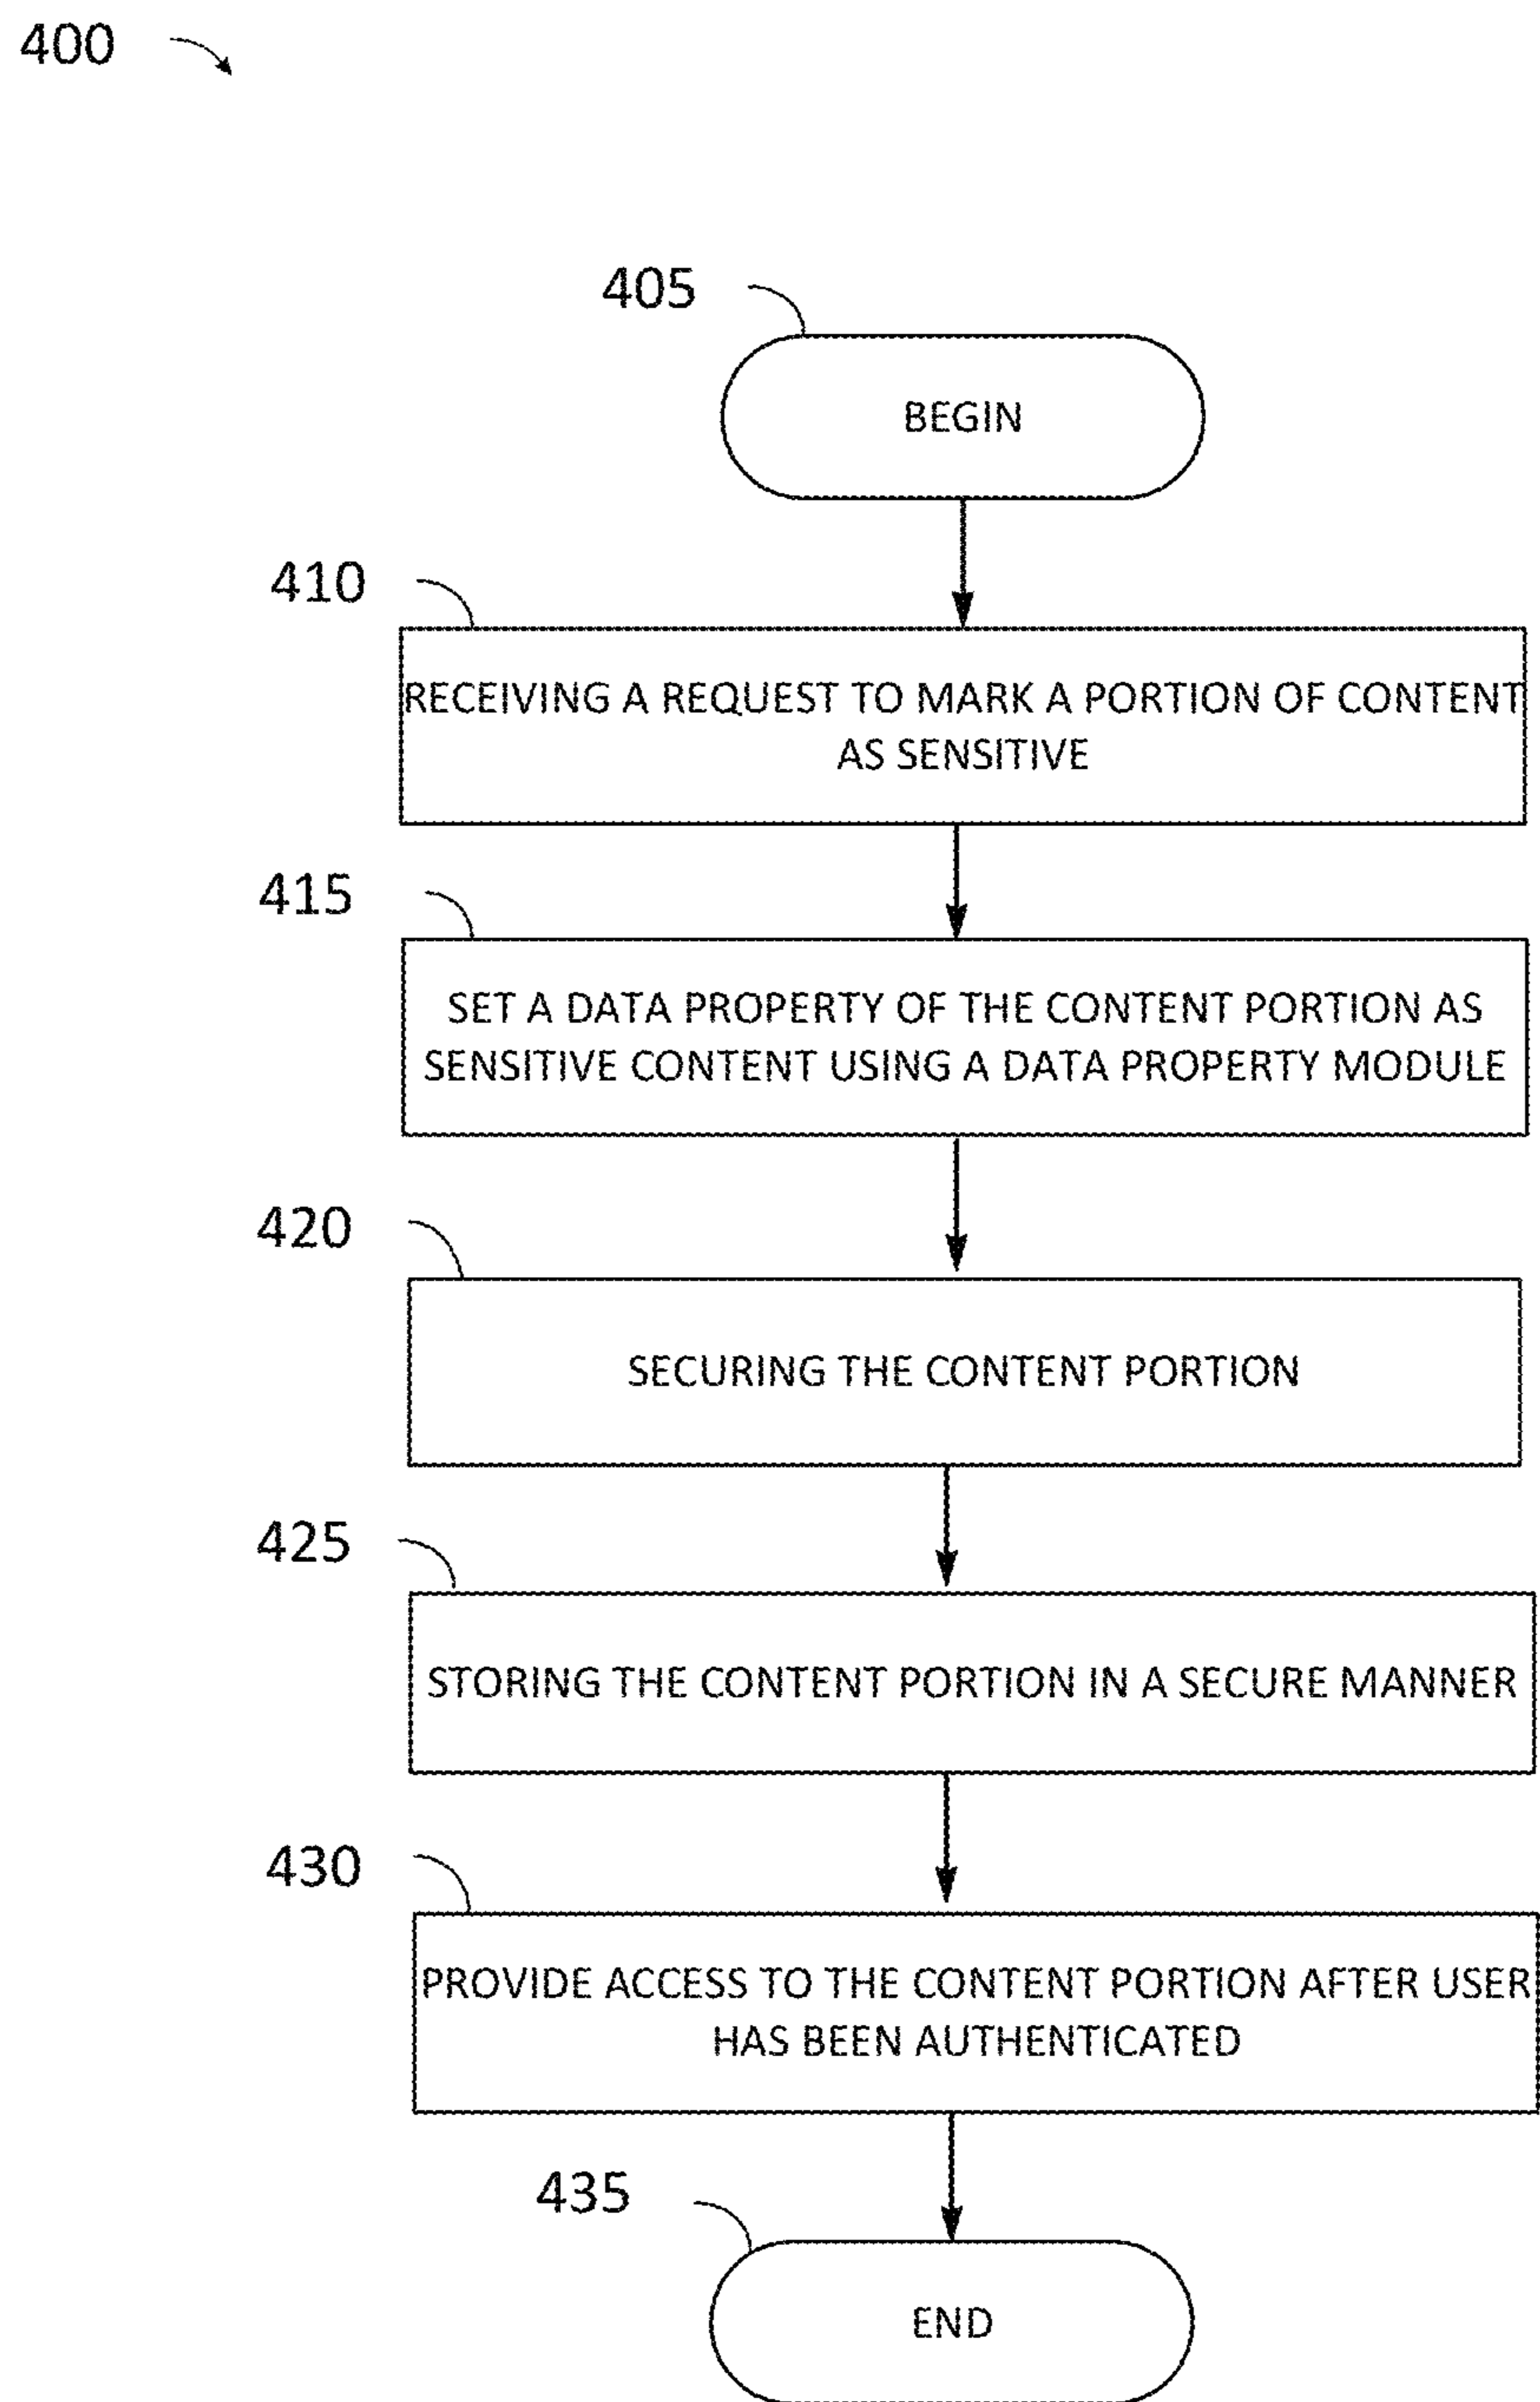 400
405
BEGIN
410
RECEIVING A REQUEST TO MARK A PORTION OF CONTENT
AS SENSITIVE
415
SET A DATA PROPERTY OF THE CONTENT PORTION AS
SENSITIVE CONTENT USING A DATA PROPERTY MODULE
420
SECURING THE CONTENT PORTION
425
STORING THE CONTENT PORTION IN A SECURE MANNER
430
PROVIDE ACCESS TO THE CONTENT PORTION AFTER USER
HAS BEEN AUTHENTICATED
435
END